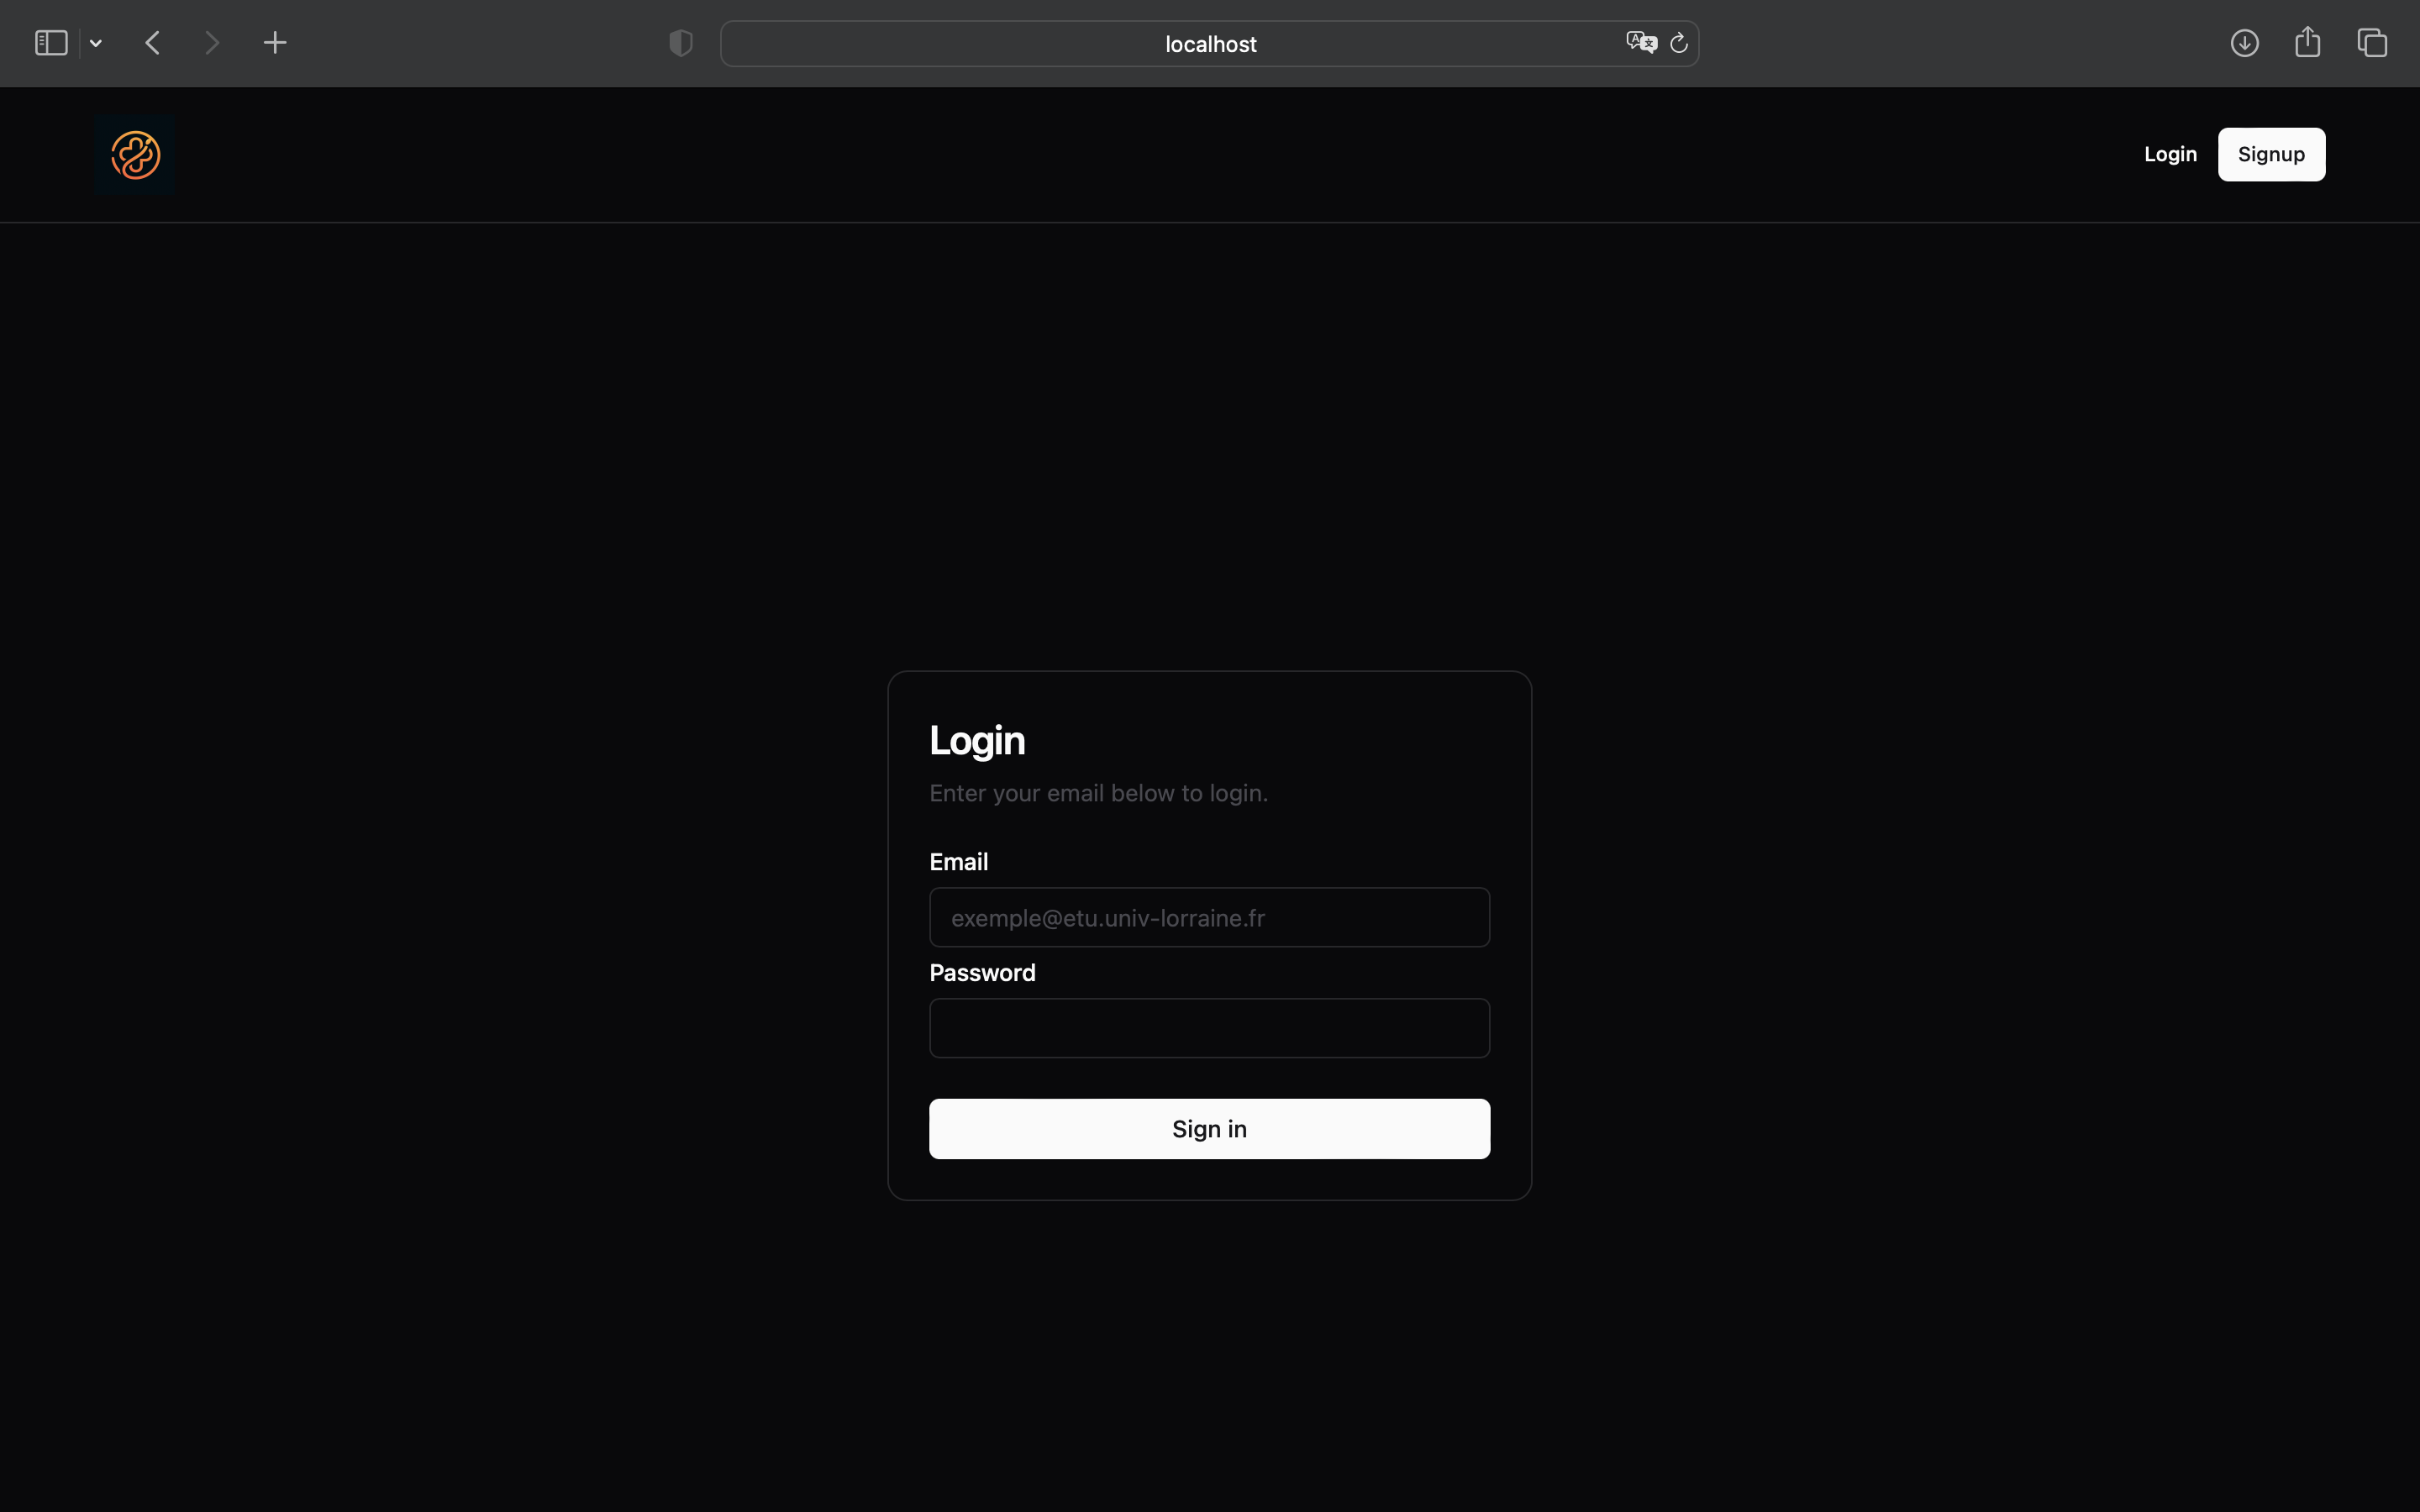 localhost
Login
Signup
Login
Enter your email below to login.
Email
exemple@etu.univ-lorraine.fr
Password
Sign in